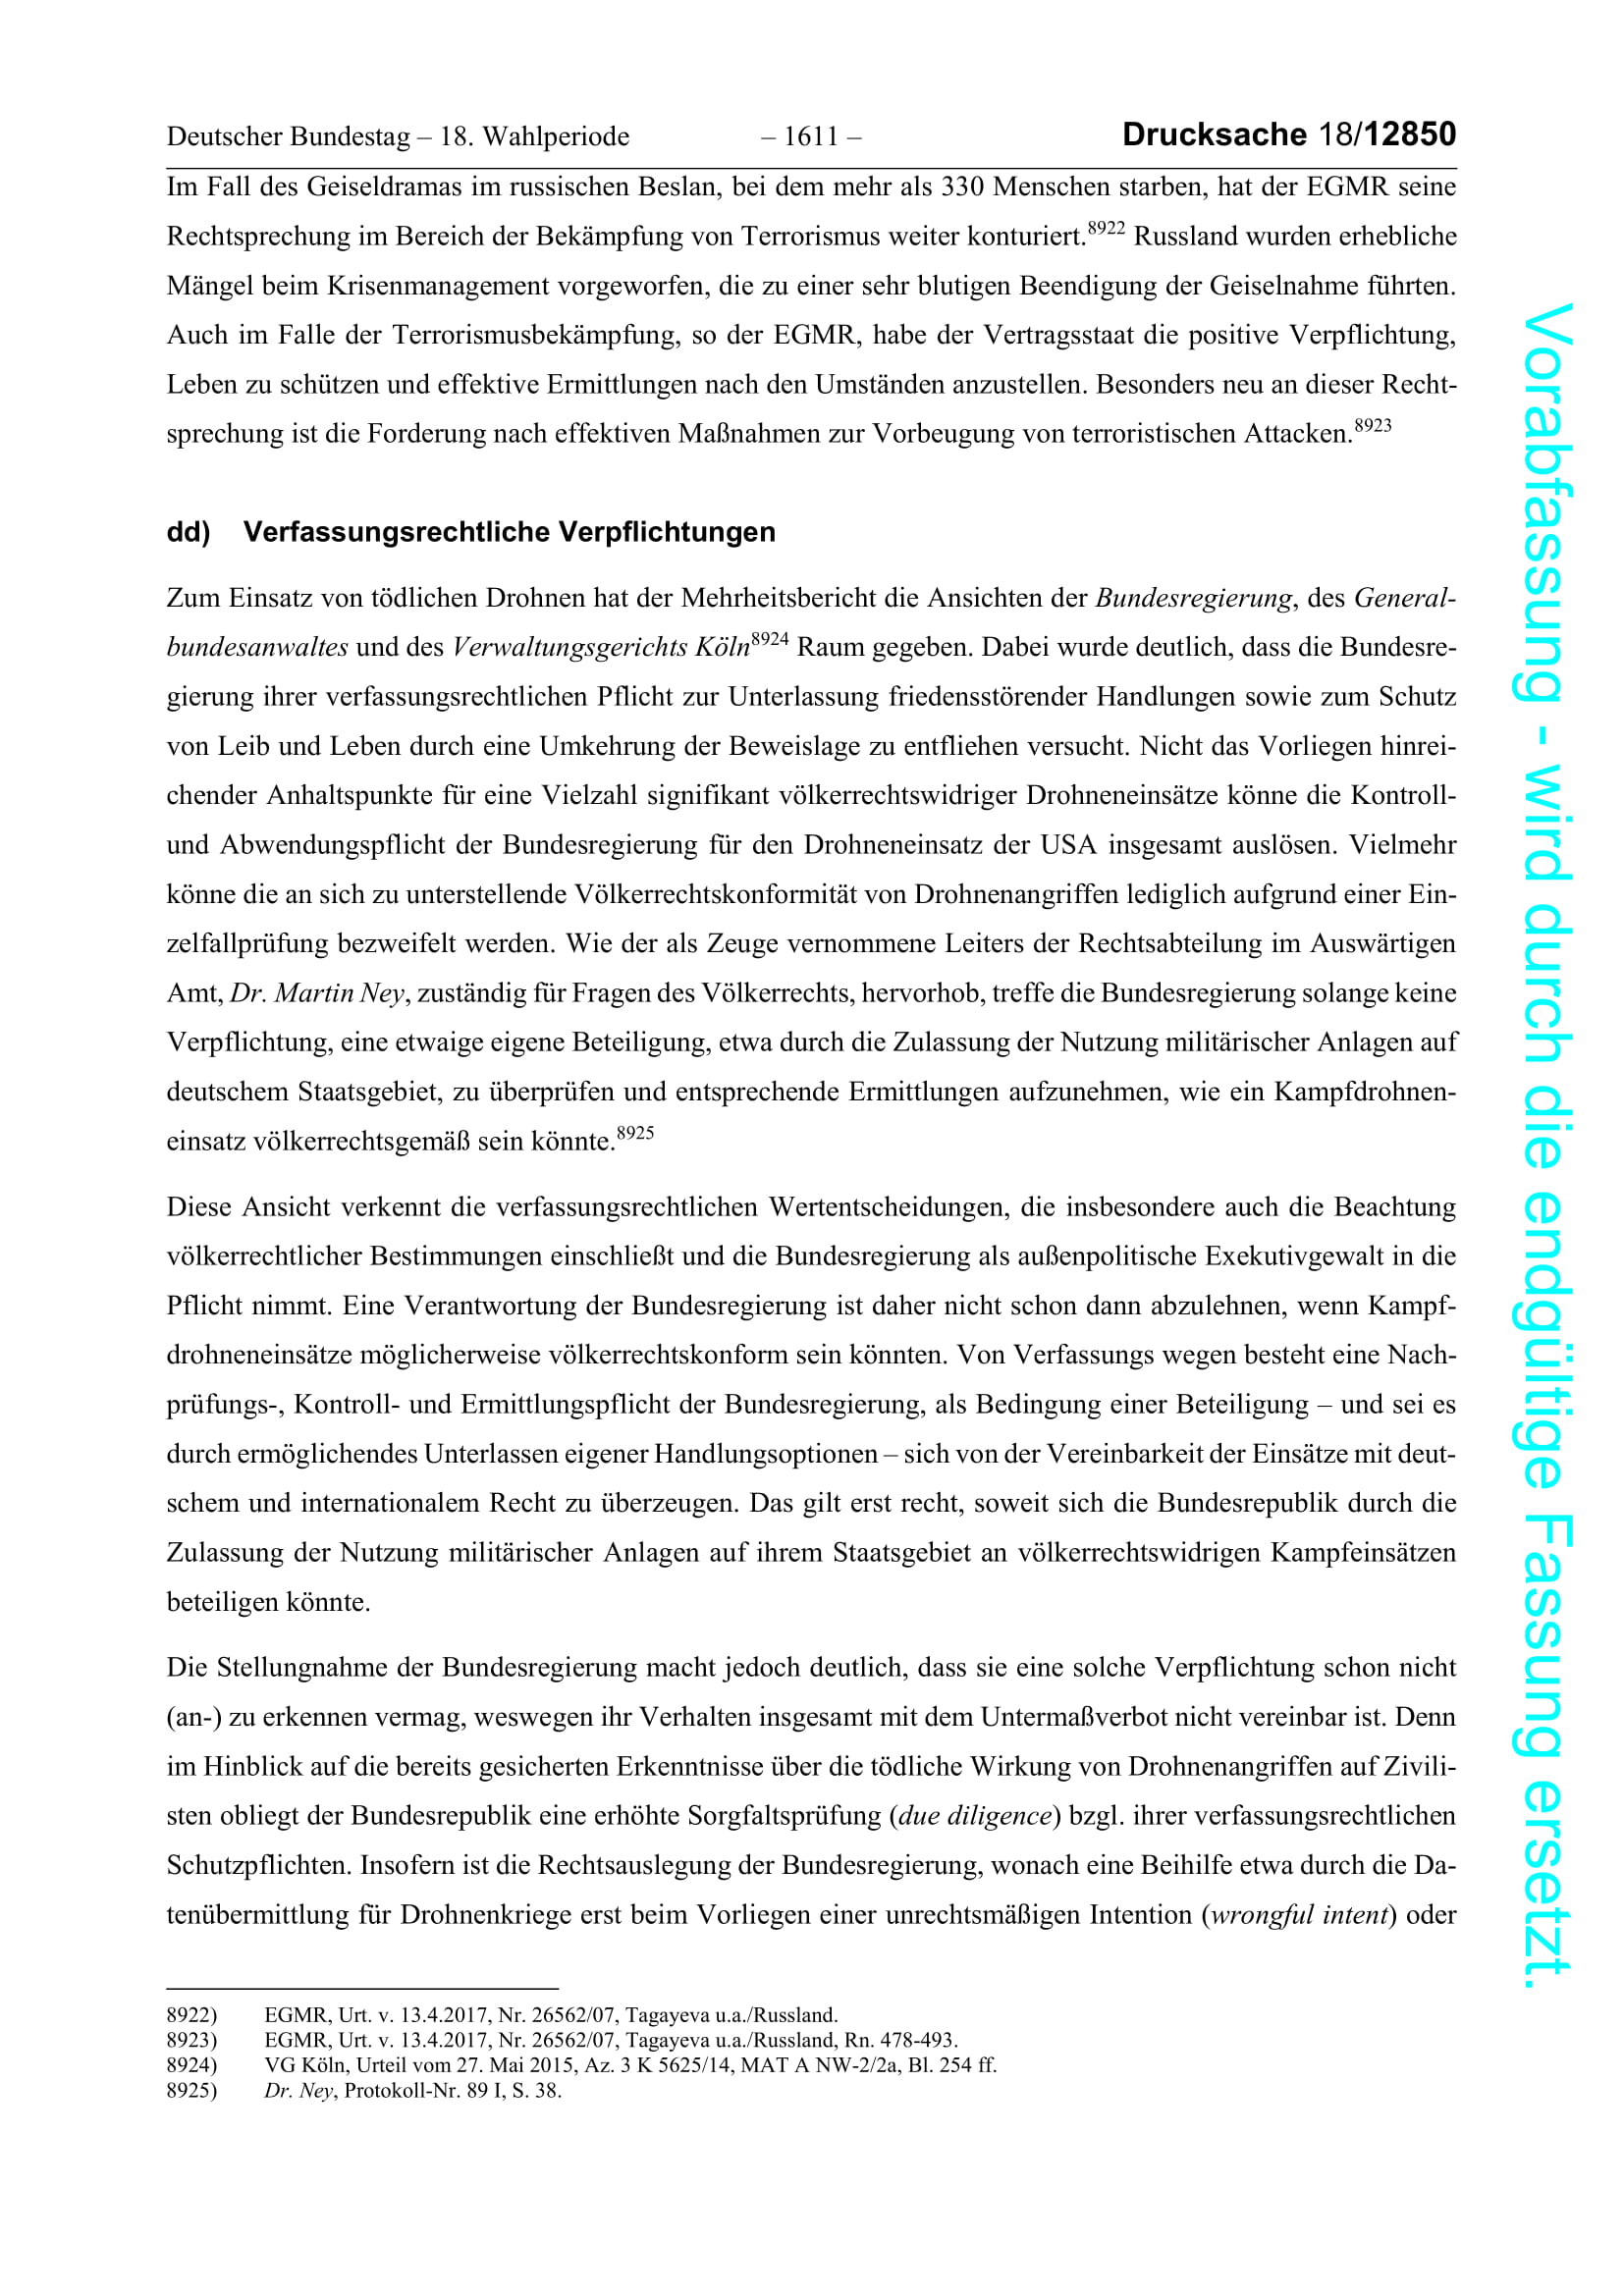 Deutscher Bundestag – 18. Wahlperiode – 1611 – Drucksache 18/12850
Im Fall des Geiseldramas im russischen Beslan, bei dem mehr als 330 Menschen starben, hat der EGMR seine
Rechtsprechung im Bereich der Bekämpfung von Terrorismus weiter konturiert.8922 Russland wurden erhebliche
Mängel beim Krisenmanagement vorgeworfen, die zu einer sehr blutigen Beendigung der Geiselnahme führten.
Auch im Falle der Terrorismusbekämpfung, so der EGMR, habe der Vertragsstaat die positive Verpflichtung,
Leben zu schützen und effektive Ermittlungen nach den Umständen anzustellen. Besonders neu an dieser Recht-
sprechung ist die Forderung nach effektiven Maßnahmen zur Vorbeugung von terroristischen Attacken.8923
dd) Verfassungsrechtliche Verpflichtungen
Zum Einsatz von tödlichen Drohnen hat der Mehrheitsbericht die Ansichten der Bundesregierung, des General-
bundesanwaltes und des Verwaltungsgerichts Köln8924 Raum gegeben. Dabei wurde deutlich, dass die Bundesre-
gierung ihrer verfassungsrechtlichen Pflicht zur Unterlassung friedensstörender Handlungen sowie zum Schutz
von Leib und Leben durch eine Umkehrung der Beweislage zu entfliehen versucht. Nicht das Vorliegen hinrei-
chender Anhaltspunkte für eine Vielzahl signifikant völkerrechtswidriger Drohneneinsätze könne die Kontroll-
und Abwendungspflicht der Bundesregierung für den Drohneneinsatz der USA insgesamt auslösen. Vielmehr
könne die an sich zu unterstellende Völkerrechtskonformität von Drohnenangriffen lediglich aufgrund einer Ein-
zelfallprüfung bezweifelt werden. Wie der als Zeuge vernommene Leiters der Rechtsabteilung im Auswärtigen
Amt, Dr. Martin Ney, zuständig für Fragen des Völkerrechts, hervorhob, treffe die Bundesregierung solange keine
Verpflichtung, eine etwaige eigene Beteiligung, etwa durch die Zulassung der Nutzung militärischer Anlagen auf
deutschem Staatsgebiet, zu überprüfen und entsprechende Ermittlungen aufzunehmen, wie ein Kampfdrohnen-
einsatz völkerrechtsgemäß sein könnte.8925
Diese Ansicht verkennt die verfassungsrechtlichen Wertentscheidungen, die insbesondere auch die Beachtung
völkerrechtlicher Bestimmungen einschließt und die Bundesregierung als außenpolitische Exekutivgewalt in die
Pflicht nimmt. Eine Verantwortung der Bundesregierung ist daher nicht schon dann abzulehnen, wenn Kampf-
drohneneinsätze möglicherweise völkerrechtskonform sein könnten. Von Verfassungs wegen besteht eine Nach-
prüfungs-, Kontroll- und Ermittlungspflicht der Bundesregierung, als Bedingung einer Beteiligung – und sei es
durch ermöglichendes Unterlassen eigener Handlungsoptionen – sich von der Vereinbarkeit der Einsätze mit deut-
schem und internationalem Recht zu überzeugen. Das gilt erst recht, soweit sich die Bundesrepublik durch die
Zulassung der Nutzung militärischer Anlagen auf ihrem Staatsgebiet an völkerrechtswidrigen Kampfeinsätzen
beteiligen könnte.
Die Stellungnahme der Bundesregierung macht jedoch deutlich, dass sie eine solche Verpflichtung schon nicht
(an-) zu erkennen vermag, weswegen ihr Verhalten insgesamt mit dem Untermaßverbot nicht vereinbar ist. Denn
im Hinblick auf die bereits gesicherten Erkenntnisse über die tödliche Wirkung von Drohnenangriffen auf Zivili-
sten obliegt der Bundesrepublik eine erhöhte Sorgfaltsprüfung (due diligence) bzgl. ihrer verfassungsrechtlichen
Schutzpflichten. Insofern ist die Rechtsauslegung der Bundesregierung, wonach eine Beihilfe etwa durch die Da-
tenübermittlung für Drohnenkriege erst beim Vorliegen einer unrechtsmäßigen Intention (wrongful intent) oder
8922) EGMR, Urt. v. 13.4.2017, Nr. 26562/07, Tagayeva u.a./Russland.
8923) EGMR, Urt. v. 13.4.2017, Nr. 26562/07, Tagayeva u.a./Russland, Rn. 478-493.
8924) VG Köln, Urteil vom 27. Mai 2015, Az. 3 K 5625/14, MAT A NW-2/2a, Bl. 254 ff.
8925) Dr. Ney, Protokoll-Nr. 89 I, S. 38.
Vorabfassung - wird durch die endgültige Fassung ersetzt.